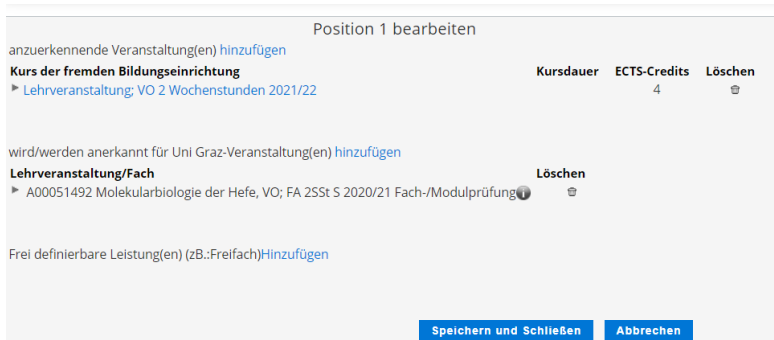 Position 1 bearbeiten
anzuerkennende Veranstaltung(en) hinzufügen
Kurs der fremden Bildungseinrichtung Kursdauer ECTS-Credits Löschen
Lehrveranstaltung; VO 2 Wochenstunden 2021/22 4
wird/werden anerkannt für Uni Graz-Veranstaltung(en) hinzufügen
Lehrveranstaltung/Fach Löschen
A00051492 Molekularbiologie der Hefe, VO; FA 2SSt S 2020/21 Fach-/Modulprüfung
Frei definierbare Leistung(en) (zB.:Freifach)Hinzufügen
Speichern und Schließen Abbrechen